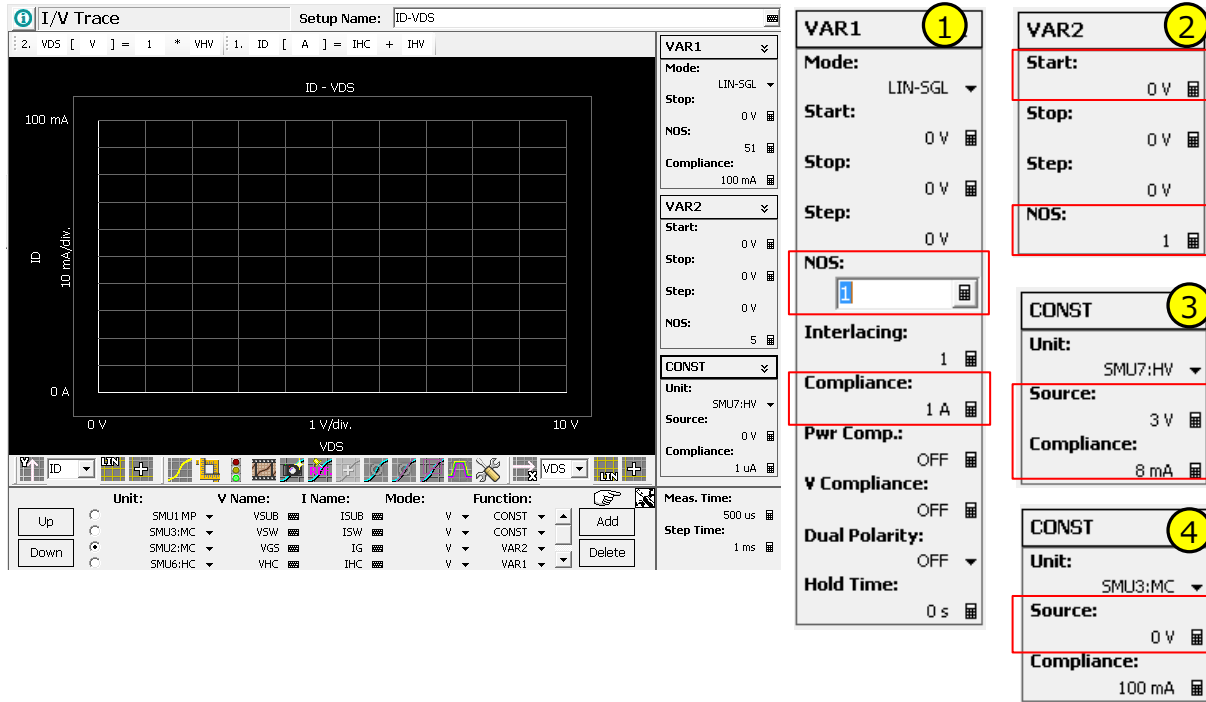 I/V Trace
Setup Name: ID-VDS
2. VDS [ V ] = 1 * VHV 1. ID [ A ] = IHC + IHV
ID - VDS
100 mA
ID
10 mA/div.
0 A
0 V 1 V/div. 10 V
VDS
ID LIN VDS LIN
Unit: V Name: I Name: Mode: Function:
Up SMU1 MP VSUB ISUB V CONST Add
SMU3:MC VSW ISW V CONST
Down SMU2:MC VGS IG V VAR2 Delete
SMU6:HC VHC IHC V VAR1
VAR1
Mode:
LIN-SGL
Stop:
0 V
NOS:
51
Compliance:
100 mA
VAR2
Start:
0 V
Stop:
0 V
Step:
0 V
NOS:
5
CONST
Unit:
SMU7:HV
Source:
0 V
Compliance:
1 uA
Meas. Time:
500 us
Step Time:
1 ms
VAR1 1
Mode:
LIN-SGL
Start:
0 V
Stop:
0 V
Step:
0 V
NOS:
1
Interlacing:
1
Compliance:
1 A
Pwr Comp.:
OFF
V Compliance:
OFF
Dual Polarity:
OFF
Hold Time:
0 s
VAR2 2
Start:
0 V
Stop:
0 V
Step:
0 V
NOS:
1
CONST 3
Unit:
SMU7:HV
Source:
3 V
Compliance:
8 mA
CONST 4
Unit:
SMU3:MC
Source:
0 V
Compliance:
100 mA